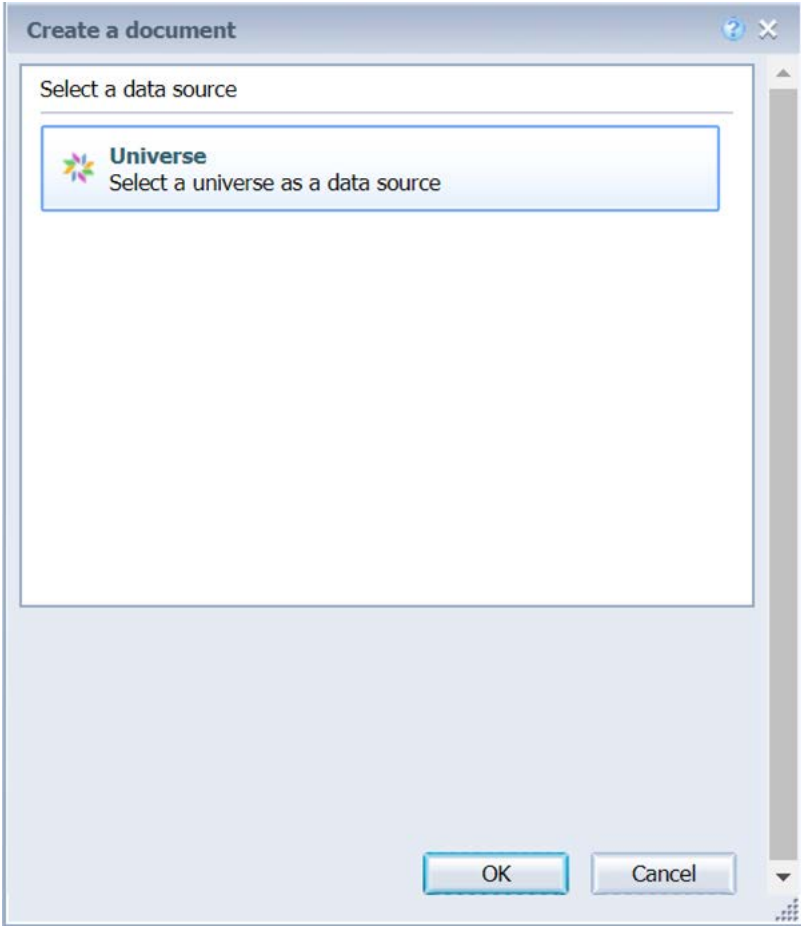 Create a document
Select a data source
Universe
Select a universe as a data source
OK
Cancel